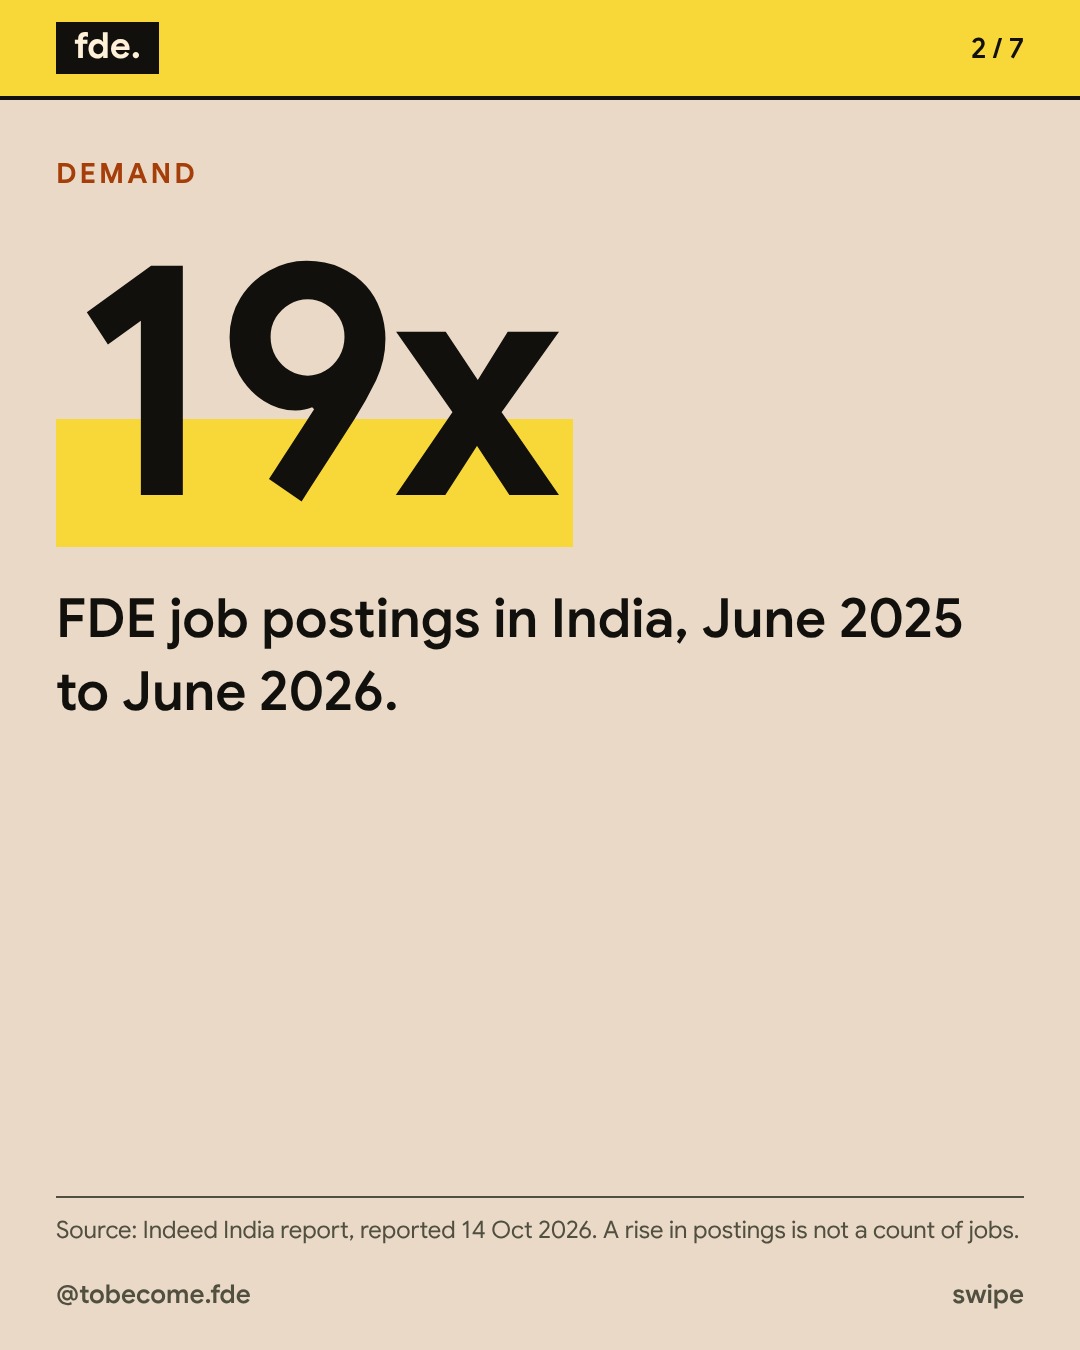 fde.
2 / 7
DEMAND
19x
FDE job postings in India, June 2025
to June 2026.
Source: Indeed India report, reported 14 Oct 2026. A rise in postings is not a count of jobs.
@tobecome.fde
swipe